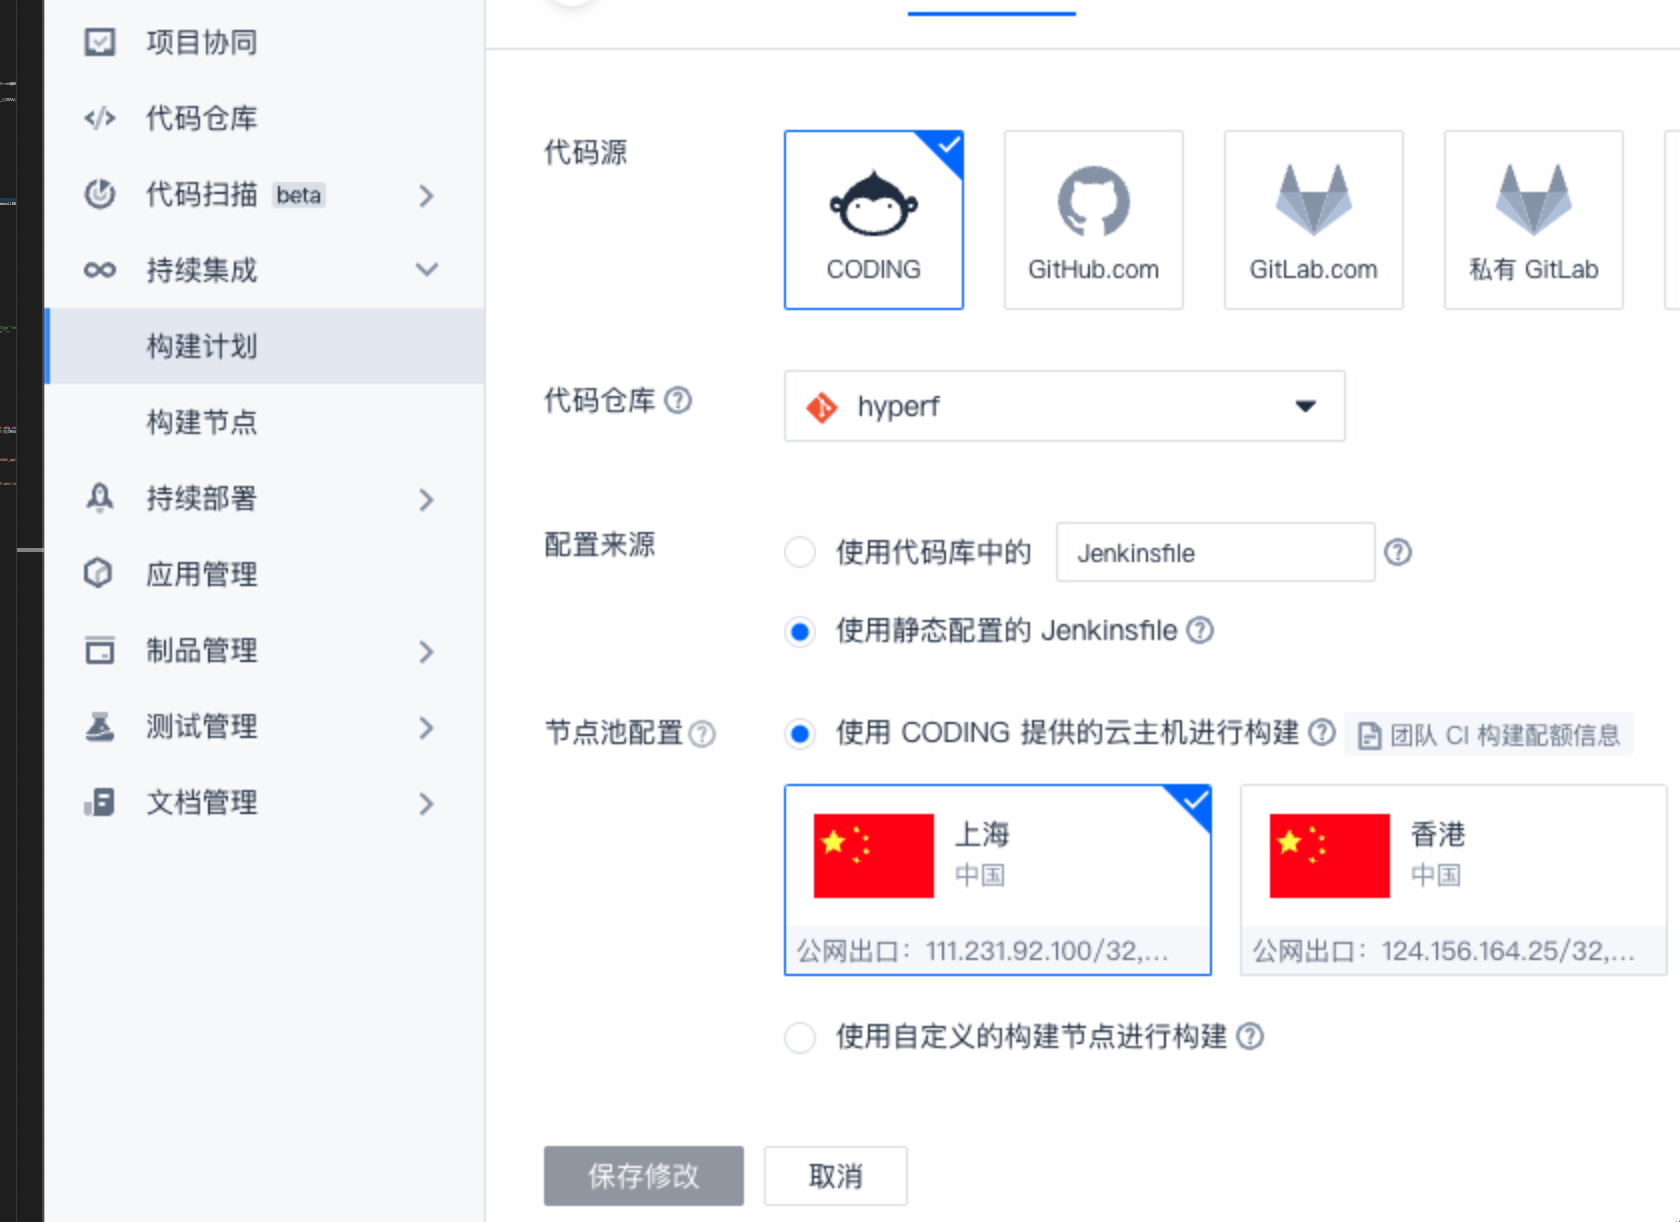 项目协同
代码仓库
代码扫描 beta
持续集成
构建计划
构建节点
持续部署
应用管理
制品管理
测试管理
文档管理
代码源
CODING
GitHub.com
GitLab.com
私有 GitLab
代码仓库
hyperf
配置来源
使用代码库中的 Jenkinsfile
使用静态配置的 Jenkinsfile
节点池配置
使用 CODING 提供的云主机进行构建 团队 CI 构建配额信息
上海
中国
公网出口：111.231.92.100/32,...
香港
中国
公网出口：124.156.164.25/32,...
使用自定义的构建节点进行构建
保存修改
取消